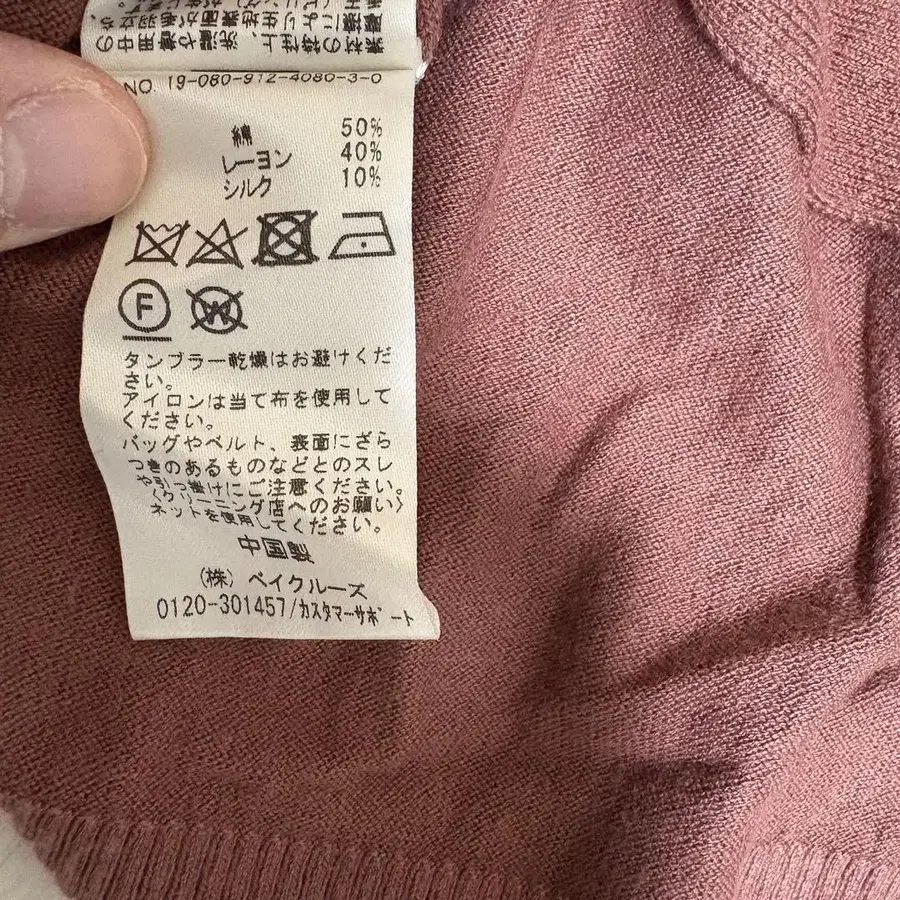 NO. 19-080-912-4080-3-0
綿 50%
レーヨン 40%
シルク 10%
F
W
タンブラー乾燥はお避けくだ
さい。
アイロンは当て布を使用して
ください。
バッグやベルト、表面にざら
つきのあるものなどとのスレ
や引っ掛けにご注意ください。
〈クリーニング店へのお願い〉
ネットを使用してください。
中国製
(株) ベイクルーズ
0120-301457/カスタマーサポート